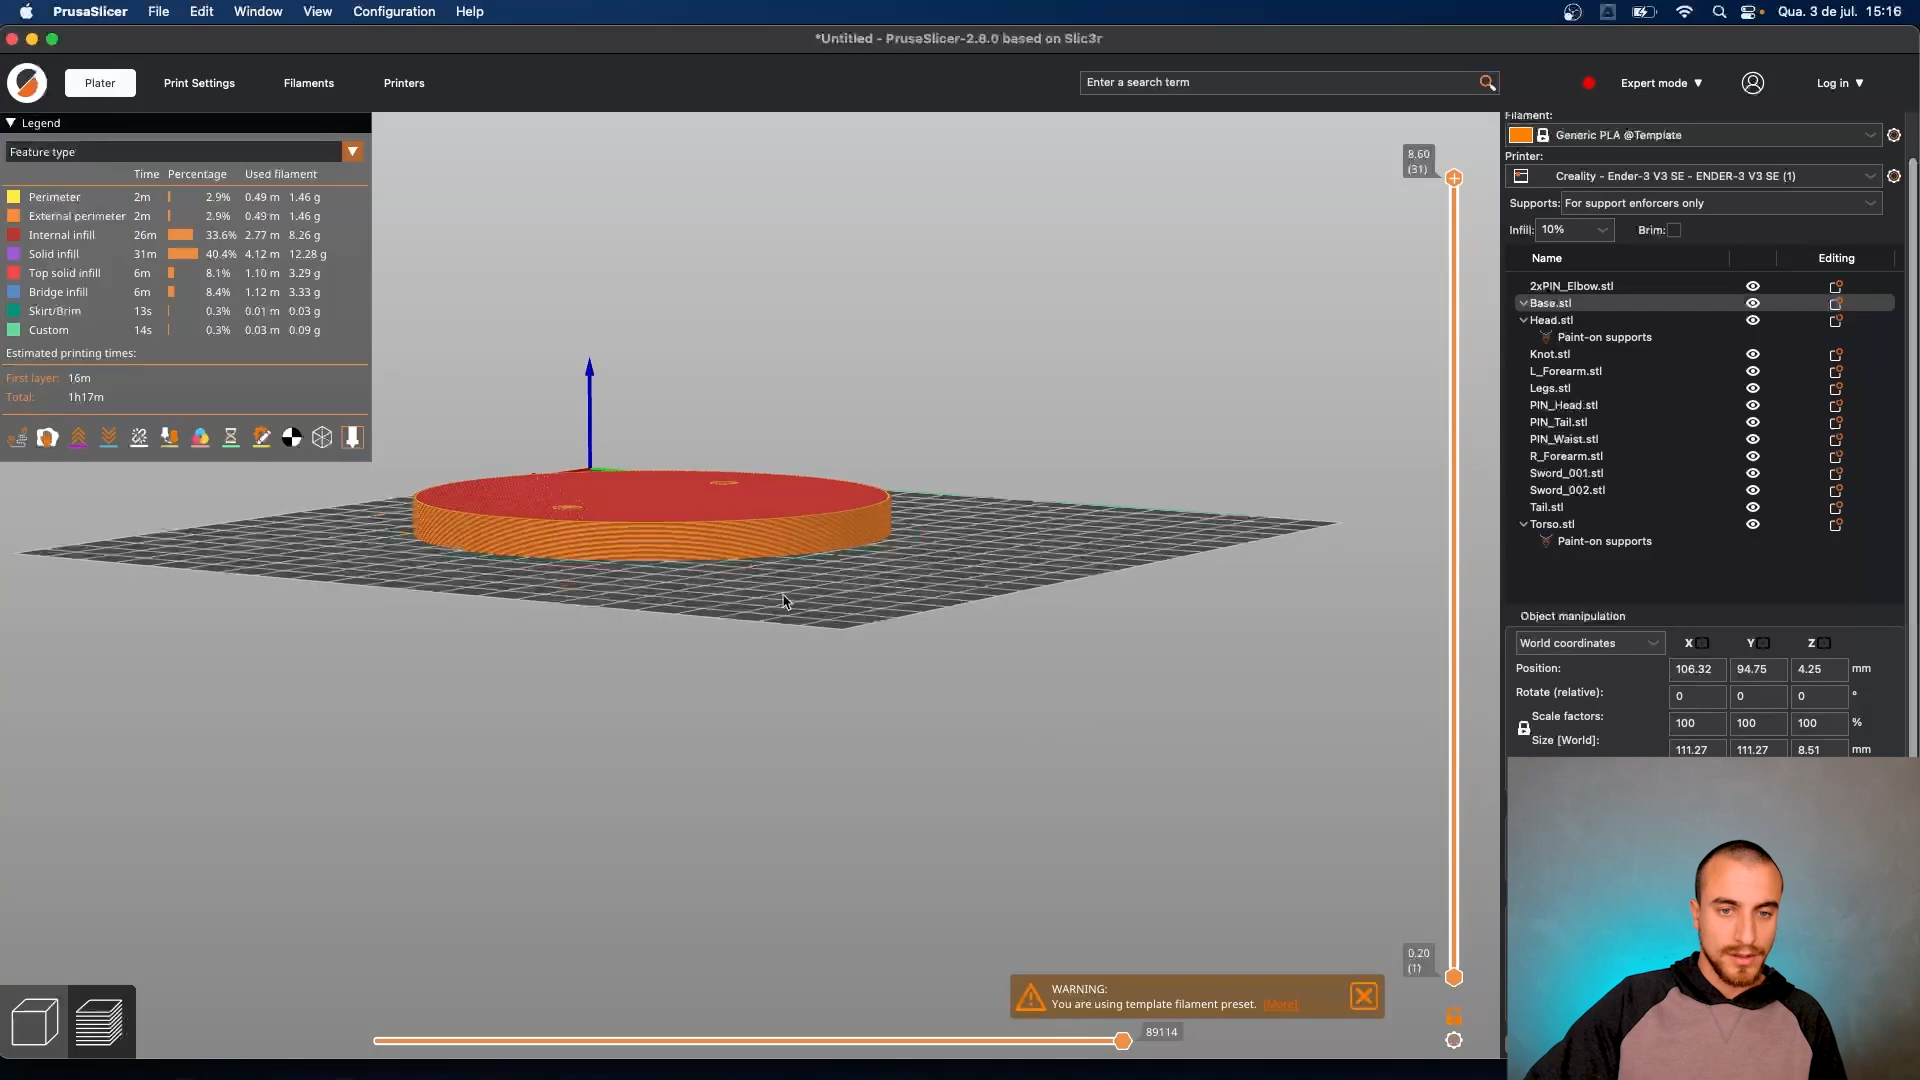 PrusaSlicer File Edit Window View Configuration Help Qua. 3 de jul. 15:16
*Untitled - PrusaSlicer-2.8.0 based on Slic3r
Plater Print Settings Filaments Printers Enter a search term Expert mode Log in
Legend
Feature type
Time Percentage Used filament
Perimeter 2m 2.9% 0.49 m 1.46 g
External perimeter 2m 2.9% 0.49 m 1.46 g
Internal infill 26m 33.6% 2.77 m 8.26 g
Solid infill 31m 40.4% 4.12 m 12.28 g
Top solid infill 6m 8.1% 1.10 m 3.29 g
Bridge infill 6m 8.4% 1.12 m 3.33 g
Skirt/Brim 13s 0.3% 0.01 m 0.03 g
Custom 14s 0.3% 0.03 m 0.09 g
Estimated printing times:
First layer: 16m
Total: 1h17m
8.60
(31)
0.20
(1)
WARNING:
You are using template filament preset. [More]
89114
Filament:
Generic PLA @Template
Printer:
Creality - Ender-3 V3 SE - ENDER-3 V3 SE (1)
Supports: For support enforcers only
Infill: 10% Brim:
Name Editing
2xPIN_Elbow.stl
Base.stl
Head.stl
Paint-on supports
Knot.stl
L_Forearm.stl
Legs.stl
PIN_Head.stl
PIN_Tail.stl
PIN_Waist.stl
R_Forearm.stl
Sword_001.stl
Sword_002.stl
Tail.stl
Torso.stl
Paint-on supports
Object manipulation
World coordinates X Y Z
Position: 106.32 94.75 4.25 mm
Rotate (relative): 0 0 0 °
Scale factors: 100 100 100 %
Size [World]: 111.27 111.27 8.51 mm